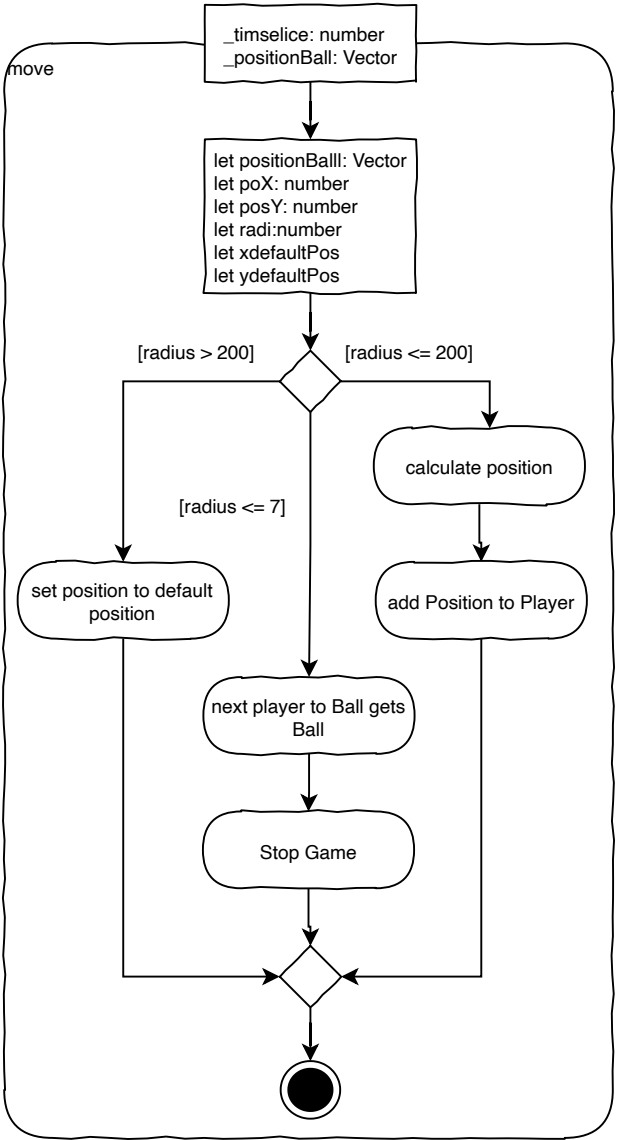 _timselice: number
_positionBall: Vector
move
let positionBalll: Vector
let poX: number
let posY: number
let radi:number
let xdefaultPos
let ydefaultPos
[radius > 200]
[radius <= 200]
calculate position
[radius <= 7]
set position to default
position
add Position to Player
next player to Ball gets
Ball
Stop Game